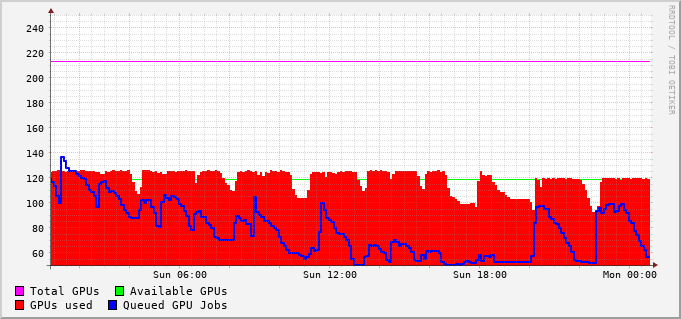 240
220
200
180
160
140
120
100
80
60
Sun 06:00 Sun 12:00 Sun 18:00 Mon 00:00
Total GPUs Available GPUs
GPUs used Queued GPU Jobs
RRDTOOL / TOBI OETIKER